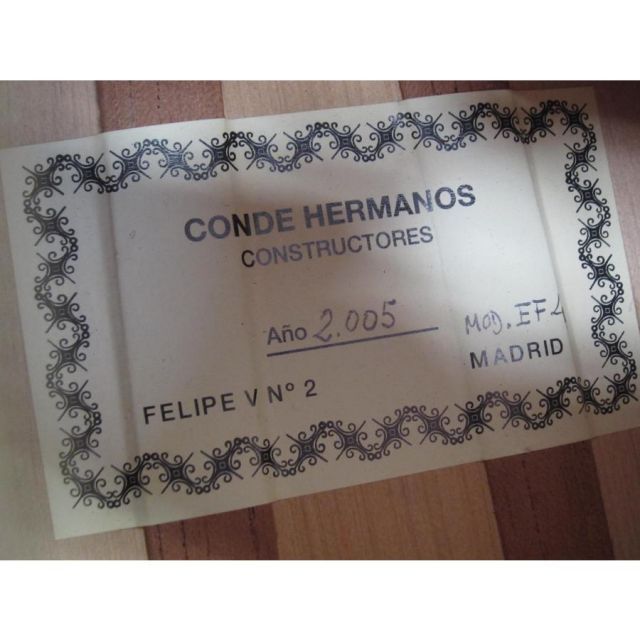 CONDE HERMANOS
CONSTRUCTORES
Año 2.005 MOD. EF4
FELIPE V Nº 2 MADRID